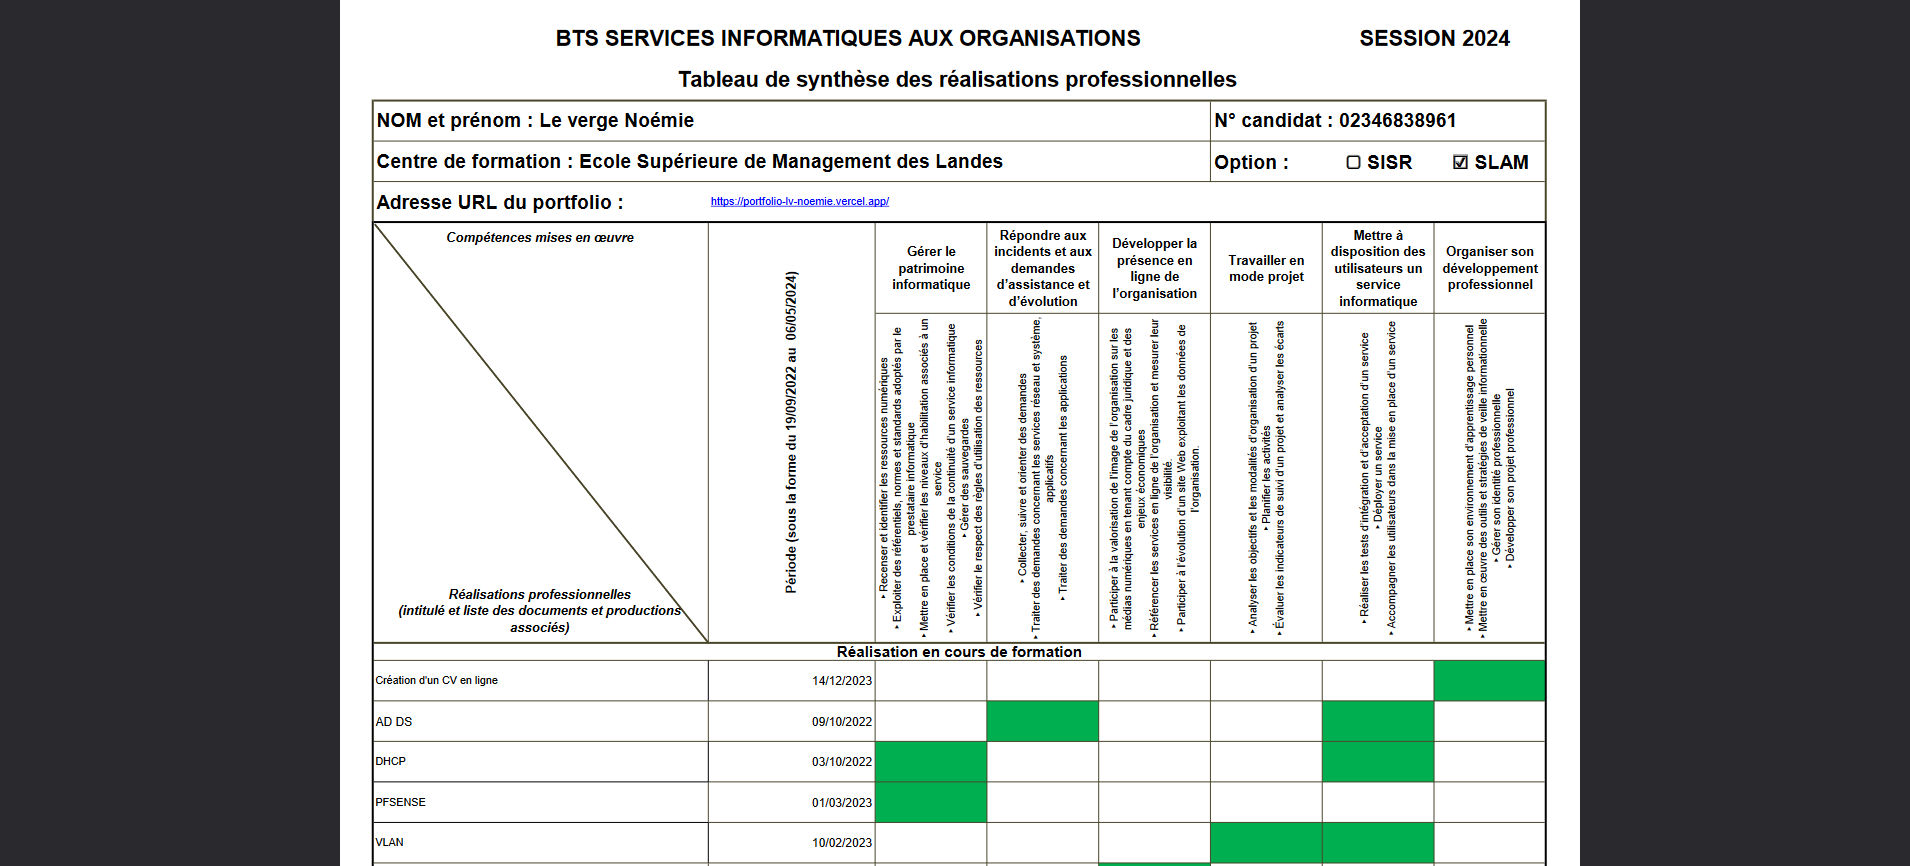 BTS SERVICES INFORMATIQUES AUX ORGANISATIONS SESSION 2024
Tableau de synthèse des réalisations professionnelles
NOM et prénom : Le verge Noémie
N° candidat : 02346838961
Centre de formation : Ecole Supérieure de Management des Landes
Option : ☐ SISR ☑ SLAM
Adresse URL du portfolio : https://portfolio-lv-noemie.vercel.app/
Compétences mises en œuvre
Réalisations professionnelles
(intitulé et liste des documents et productions
associés)
Période (sous la forme du 19/09/2022 au 06/05/2024)
Gérer le
patrimoine
informatique
Répondre aux
incidents et aux
demandes
d'assistance et
d'évolution
Développer la
présence en
ligne de
l'organisation
Travailler en
mode projet
Mettre à
disposition des
utilisateurs un
service
informatique
Organiser son
développement
professionnel
‣ Recenser et identifier les ressources numériques
‣ Exploiter des référentiels, normes et standards adoptés par le
prestataire informatique
‣ Mettre en place et vérifier les niveaux d'habilitation associés à un
service
‣ Vérifier les conditions de la continuité d'un service informatique
‣ Gérer des sauvegardes
‣ Vérifier le respect des règles d'utilisation des ressources
‣ Collecter, suivre et orienter des demandes
‣ Traiter des demandes concernant les services réseau et système,
applicatifs
‣ Traiter des demandes concernant les applications
‣ Participer à la valorisation de l'image de l'organisation sur les
médias numériques en tenant compte du cadre juridique et des
enjeux économiques
‣ Référencer les services en ligne de l'organisation et mesurer leur
visibilité.
‣ Participer à l'évolution d'un site Web exploitant les données de
l'organisation.
‣ Analyser les objectifs et les modalités d'organisation d'un projet
‣ Planifier les activités
‣ Évaluer les indicateurs de suivi d'un projet et analyser les écarts
‣ Réaliser les tests d'intégration et d'acceptation d'un service
‣ Déployer un service
‣ Accompagner les utilisateurs dans la mise en place d'un service
‣ Mettre en place son environnement d'apprentissage personnel
‣ Mettre en œuvre des outils et stratégies de veille informationnelle
‣ Gérer son identité professionnelle
‣ Développer son projet professionnel
Réalisation en cours de formation
Création d'un CV en ligne 14/12/2023
AD DS 09/10/2022
DHCP 03/10/2022
PFSENSE 01/03/2023
VLAN 10/02/2023